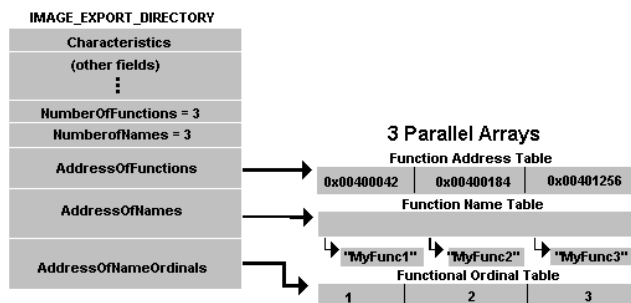 IMAGE_EXPORT_DIRECTORY
Characteristics
(other fields)
NumberOfFunctions = 3
NumberofNames = 3
AddressOfFunctions
AddressOfNames
AddressOfNameOrdinals
3 Parallel Arrays
Function Address Table
0x00400042 0x00400184 0x00401256
Function Name Table
"MyFunc1" "MyFunc2" "MyFunc3"
Functional Ordinal Table
1 2 3